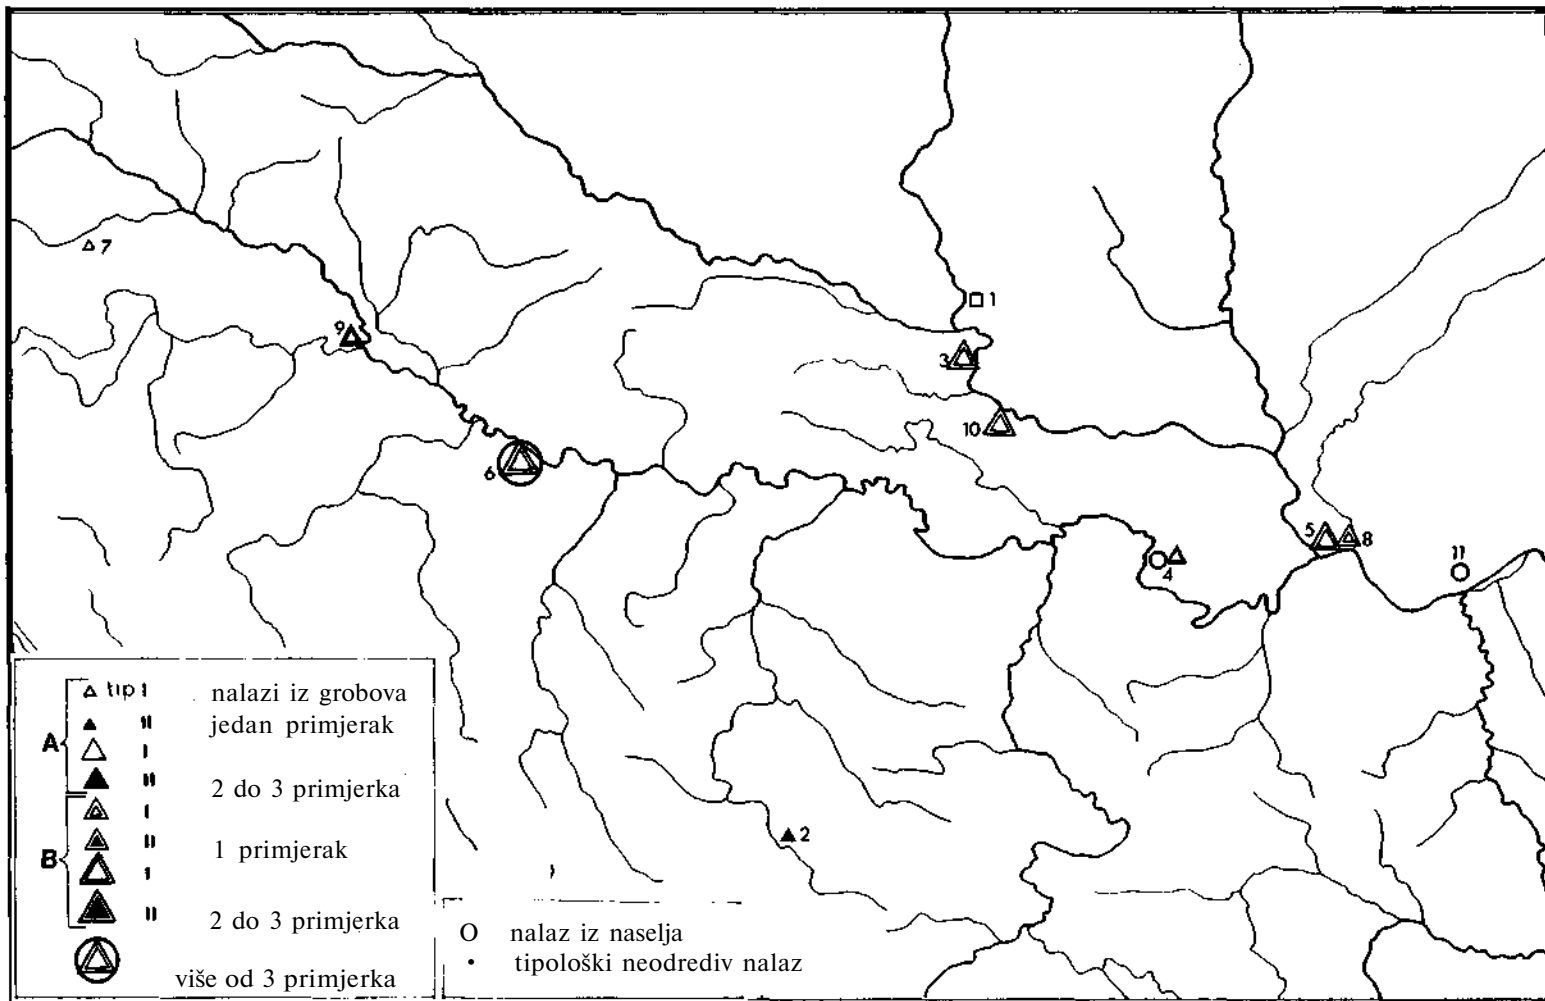 7
9
1
3
10
6
5
8
4
11
2
A
B
tip I
II
I
II
I
II
I
II
nalazi iz grobova
jedan primjerak
2 do 3 primjerka
1 primjerak
2 do 3 primjerka
više od 3 primjerka
O nalaz iz naselja
• tipološki neodrediv nalaz